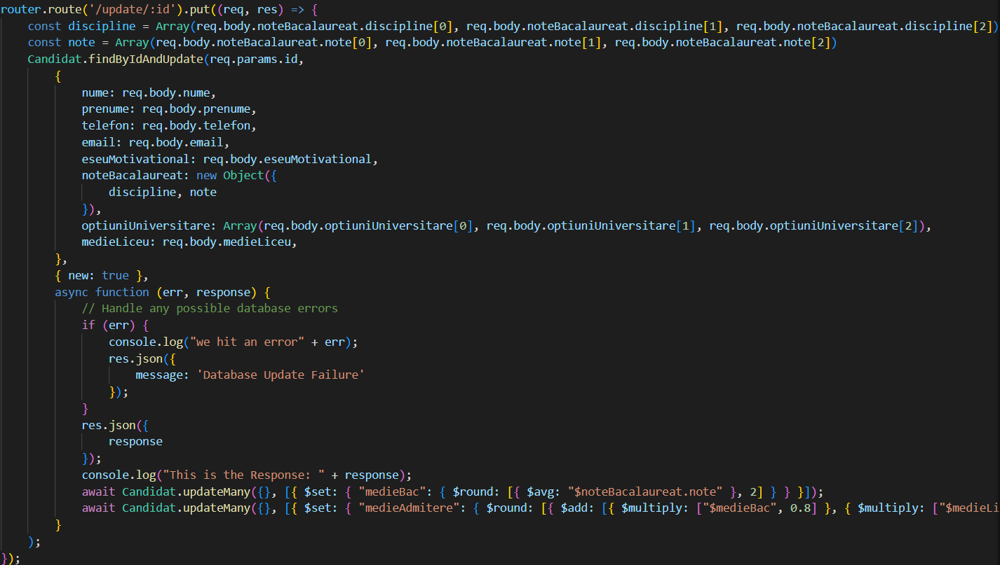 router.route('/update/:id').put((req, res) => {
    const discipline = Array(req.body.noteBacalaureat.discipline[0], req.body.noteBacalaureat.discipline[1], req.body.noteBacalaureat.discipline[2])
    const note = Array(req.body.noteBacalaureat.note[0], req.body.noteBacalaureat.note[1], req.body.noteBacalaureat.note[2])
    Candidat.findByIdAndUpdate(req.params.id,
        {
            nume: req.body.nume,
            prenume: req.body.prenume,
            telefon: req.body.telefon,
            email: req.body.email,
            eseuMotivational: req.body.eseuMotivational,
            noteBacalaureat: new Object({
                discipline, note
            }),
            optiuniUniversitare: Array(req.body.optiuniUniversitare[0], req.body.optiuniUniversitare[1], req.body.optiuniUniversitare[2]),
            medieLiceu: req.body.medieLiceu,
        },
        { new: true },
        async function (err, response) {
            // Handle any possible database errors
            if (err) {
                console.log("we hit an error" + err);
                res.json({
                    message: 'Database Update Failure'
                });
            }
            res.json({
                response
            });
            console.log("This is the Response: " + response);
            await Candidat.updateMany({}, [{ $set: { "medieBac": { $round: [{ $avg: "$noteBacalaureat.note" }, 2] } } }]);
            await Candidat.updateMany({}, [{ $set: { "medieAdmitere": { $round: [{ $add: [{ $multiply: ["$medieBac", 0.8] }, { $multiply: ["$medieLi
        }
    );
});